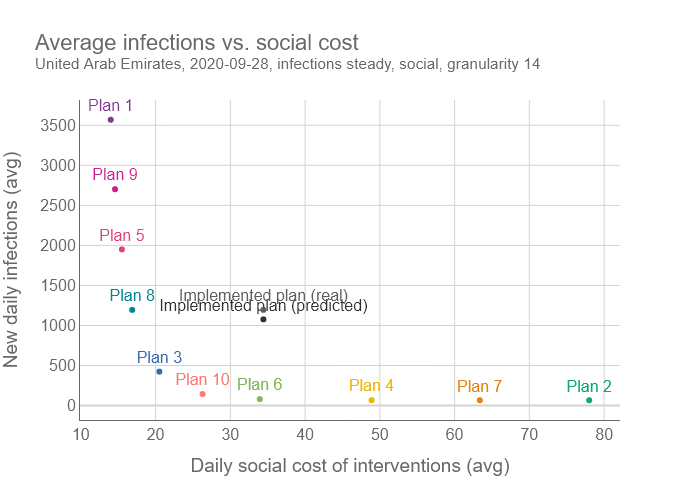 Average infections vs. social cost
United Arab Emirates, 2020-09-28, infections steady, social, granularity 14
New daily infections (avg)
3500
3000
2500
2000
1500
1000
500
0
Plan 1
Plan 9
Plan 5
Plan 8
Implemented plan (real)
Implemented plan (predicted)
Plan 3
Plan 10
Plan 6
Plan 4
Plan 7
Plan 2
10 20 30 40 50 60 70 80
Daily social cost of interventions (avg)